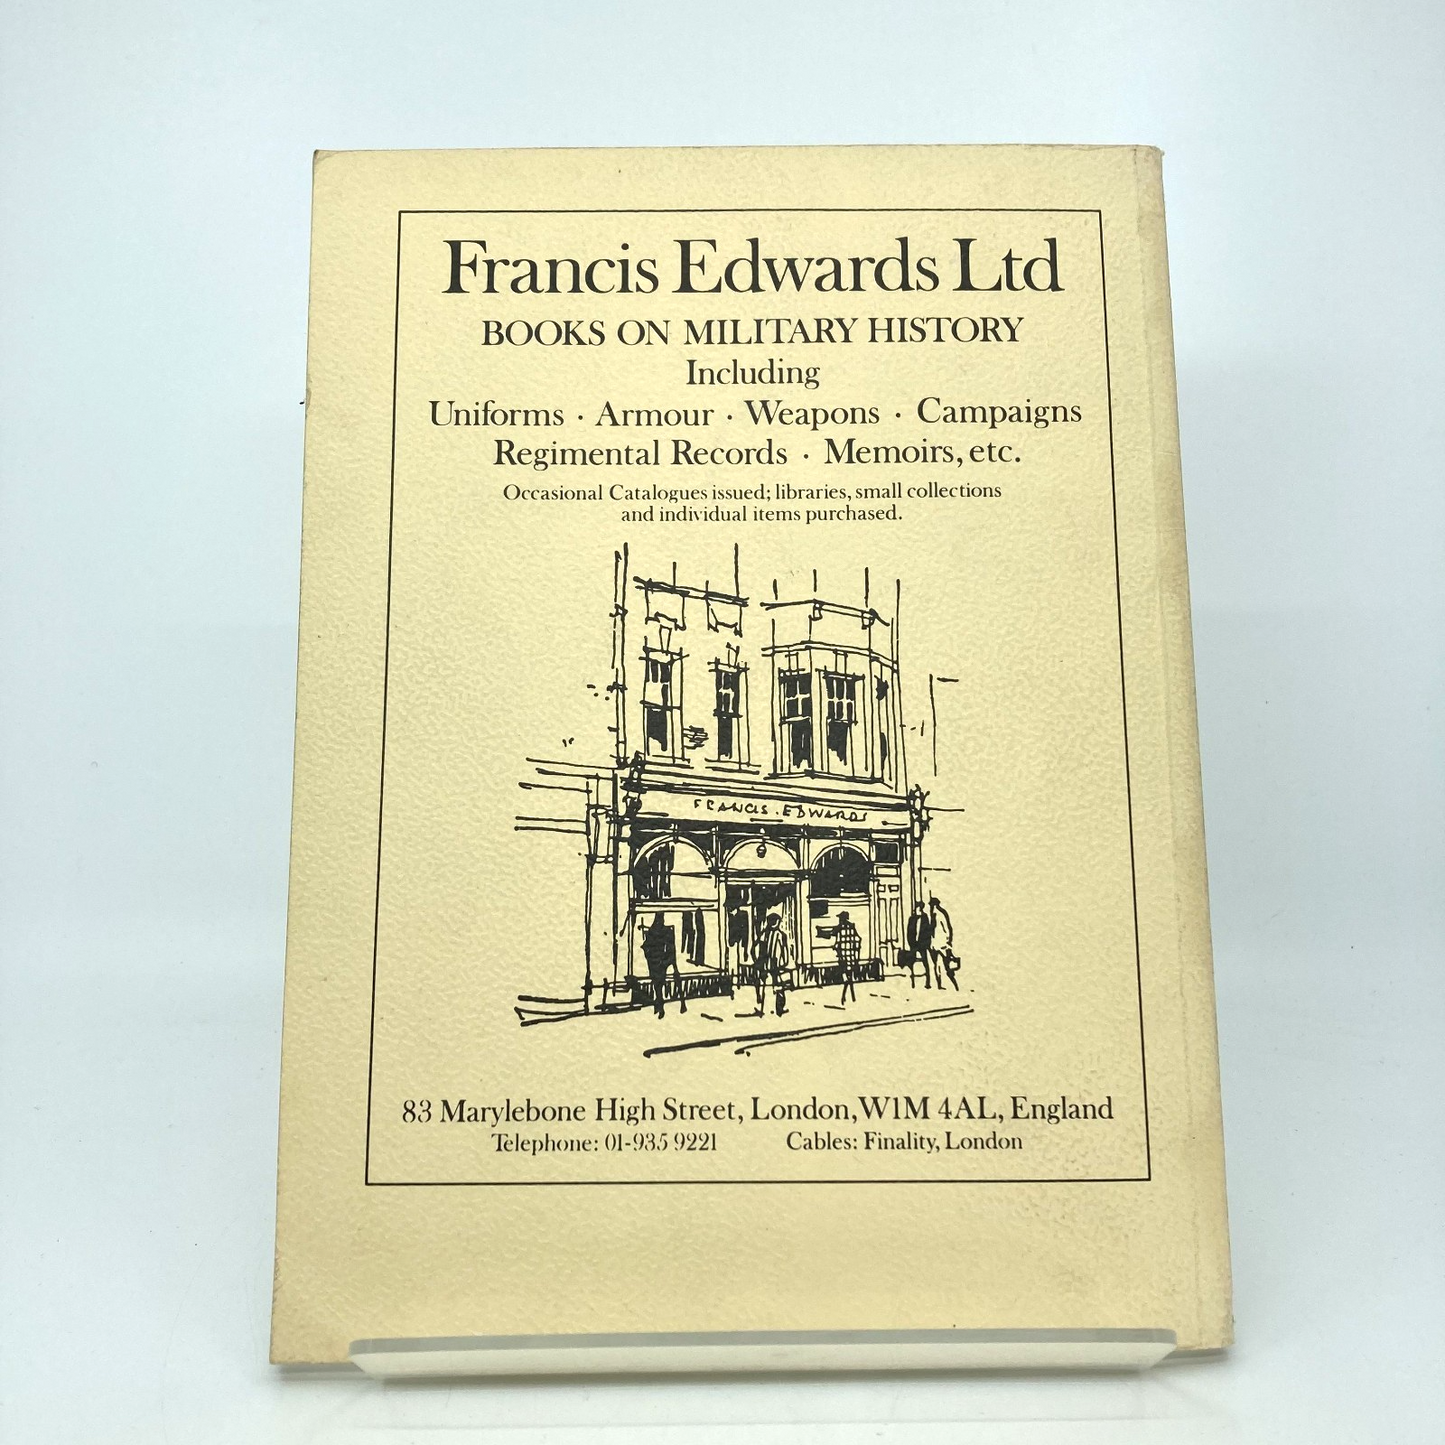 Francis Edwards Ltd
BOOKS ON MILITARY HISTORY
Including
Uniforms · Armour · Weapons · Campaigns
Regimental Records · Memoirs, etc.
Occasional Catalogues issued; libraries, small collections
and individual items purchased.
FRANCIS . EDWARDS
83 Marylebone High Street, London, W1M 4AL, England
Telephone: 01-935 9221 Cables: Finality, London